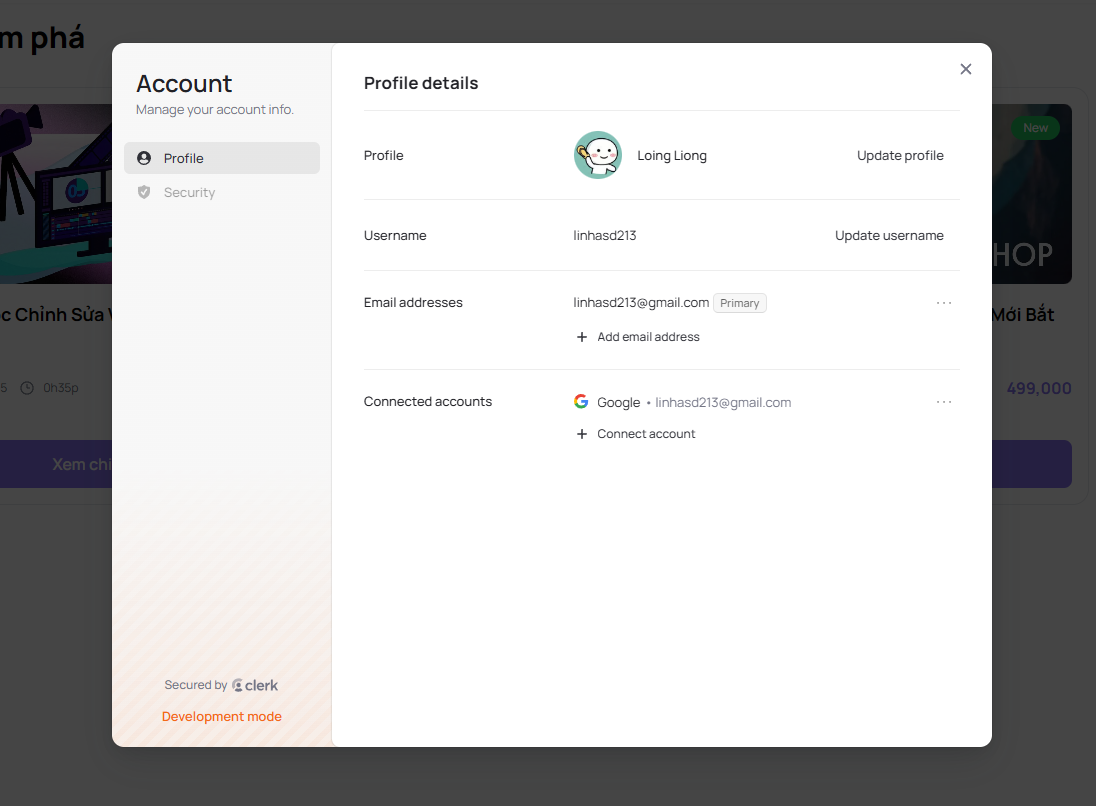 m phá
Account
Manage your account info.
Profile
Security
Secured by clerk
Development mode
Profile details
Profile
Loing Liong
Update profile
Username
linhasd213
Update username
Email addresses
linhasd213@gmail.com Primary
Add email address
Connected accounts
Google • linhasd213@gmail.com
Connect account
New
HOP
c Chỉnh Sửa V
Mới Bắt
5
0h35p
499,000
Xem chi